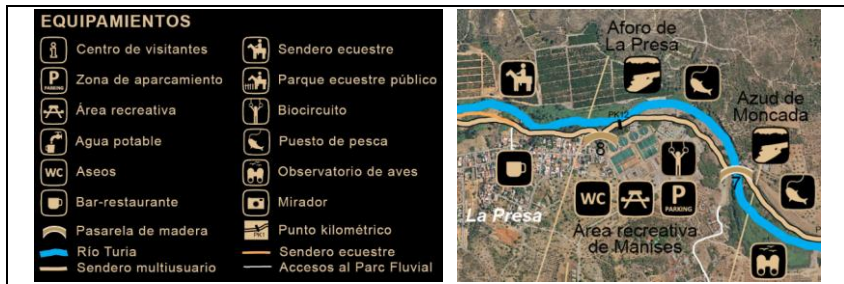 EQUIPAMIENTOS
Centro de visitantes
Zona de aparcamiento
Área recreativa
Agua potable
WC Aseos
Bar-restaurante
Pasarela de madera
Río Turia
Sendero multiusuario
Sendero ecuestre
Parque ecuestre público
Biocircuito
Puesto de pesca
Observatorio de aves
Mirador
Punto kilométrico
Sendero ecuestre
Accesos al Parc Fluvial
P
PARKING
PK1
Aforo de
La Presa
Azud de
Moncada
PK12
8
7
La Presa
WC
P
PARKING
Area recreativa
de Manises